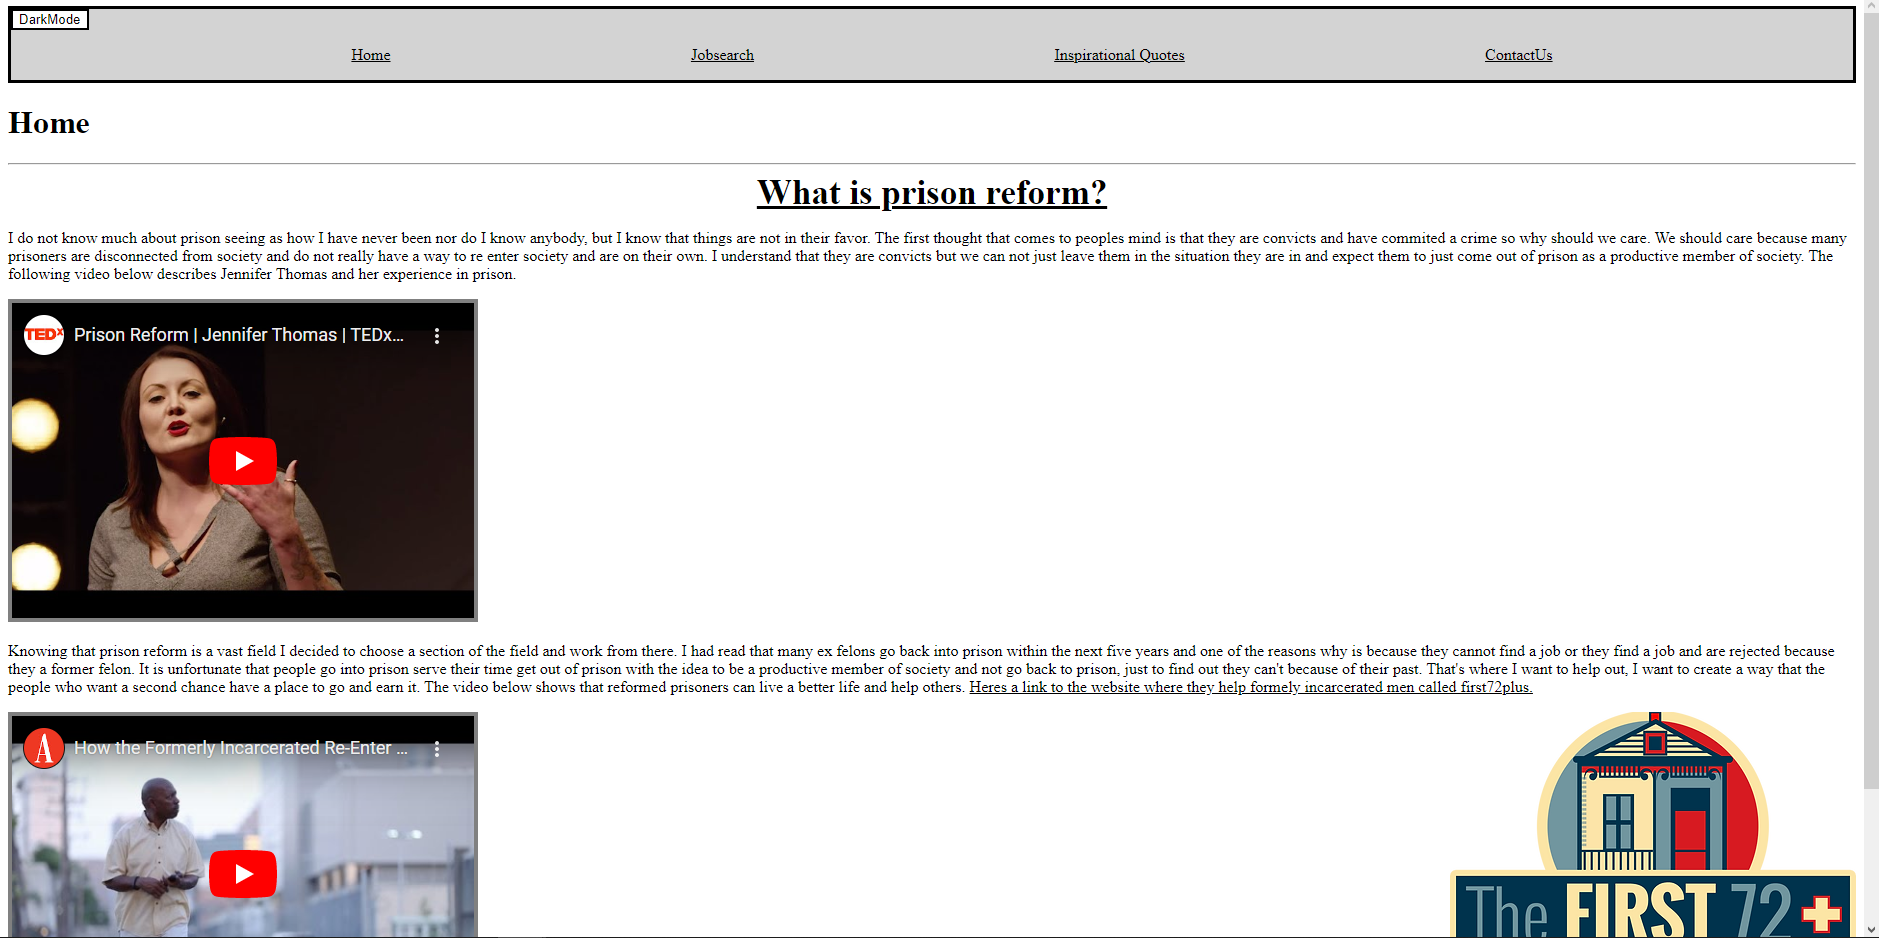 DarkMode
Home Jobsearch Inspirational Quotes ContactUs
Home
What is prison reform?
I do not know much about prison seeing as how I have never been nor do I know anybody, but I know that things are not in their favor. The first thought that comes to peoples mind is that they are convicts and have commited a crime so why should we care. We should care because many
prisoners are disconnected from society and do not really have a way to re enter society and are on their own. I understand that they are convicts but we can not just leave them in the situation they are in and expect them to just come out of prison as a productive member of society. The
following video below describes Jennifer Thomas and her experience in prison.
TEDx Prison Reform | Jennifer Thomas | TEDx...
Knowing that prison reform is a vast field I decided to choose a section of the field and work from there. I had read that many ex felons go back into prison within the next five years and one of the reasons why is because they cannot find a job or they find a job and are rejected because
they a former felon. It is unfortunate that people go into prison serve their time get out of prison with the idea to be a productive member of society and not go back to prison, just to find out they can't because of their past. That's where I want to help out, I want to create a way that the
people who want a second chance have a place to go and earn it. The video below shows that reformed prisoners can live a better life and help others. Heres a link to the website where they help formely incarcerated men called first72plus.
A How the Formerly Incarcerated Re-Enter ...
The FIRST 72+